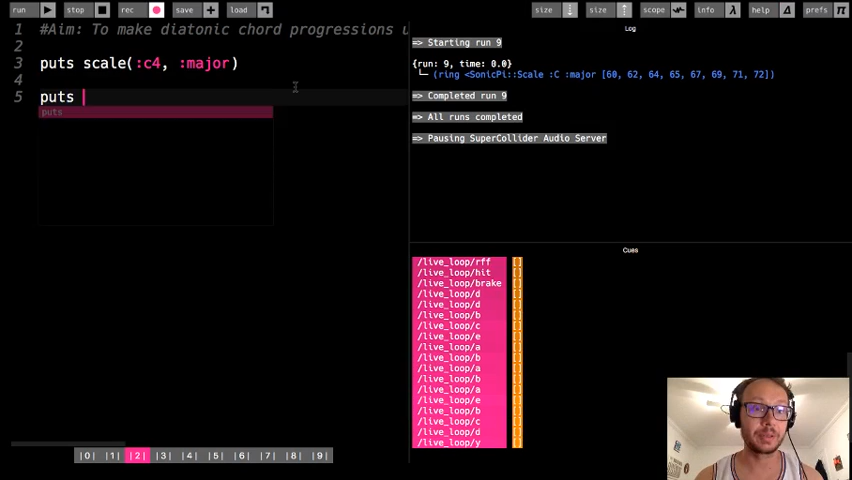 run stop rec save load size size scope info help prefs
1 #Aim: To make diatonic chord progressions u
2
3 puts scale(:c4, :major)
4
5 puts
puts
|0| |1| |2| |3| |4| |5| |6| |7| |8| |9|
Log
=> Starting run 9
{run: 9, time: 0.0}
(ring <SonicPi::Scale :C :major [60, 62, 64, 65, 67, 69, 71, 72])
=> Completed run 9
=> All runs completed
=> Pausing SuperCollider Audio Server
Cues
/live_loop/rff []
/live_loop/hit []
/live_loop/brake []
/live_loop/d []
/live_loop/d []
/live_loop/b []
/live_loop/c []
/live_loop/e []
/live_loop/a []
/live_loop/b []
/live_loop/a []
/live_loop/b []
/live_loop/a []
/live_loop/e []
/live_loop/b []
/live_loop/c []
/live_loop/d []
/live_loop/y []